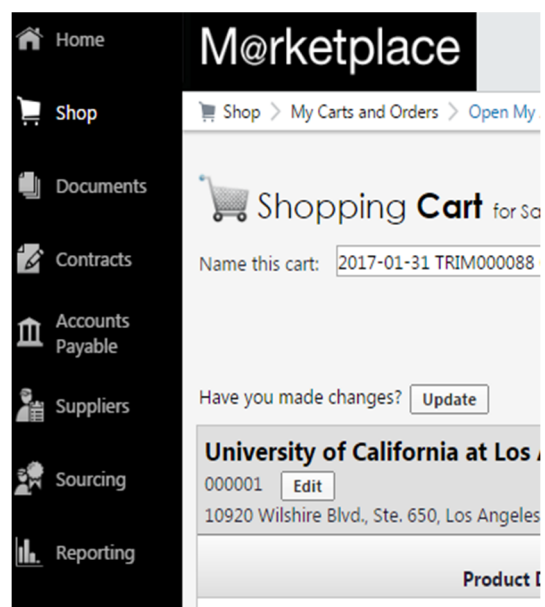 Home
Shop
Documents
Contracts
Accounts
Payable
Suppliers
Sourcing
Reporting
M@rketplace
Shop > My Carts and Orders > Open My
Shopping Cart for
Name this cart: 2017-01-31 TRIM000088
Have you made changes? Update
University of California at Los
000001 Edit
10920 Wilshire Blvd., Ste. 650, Los Angeles
Product